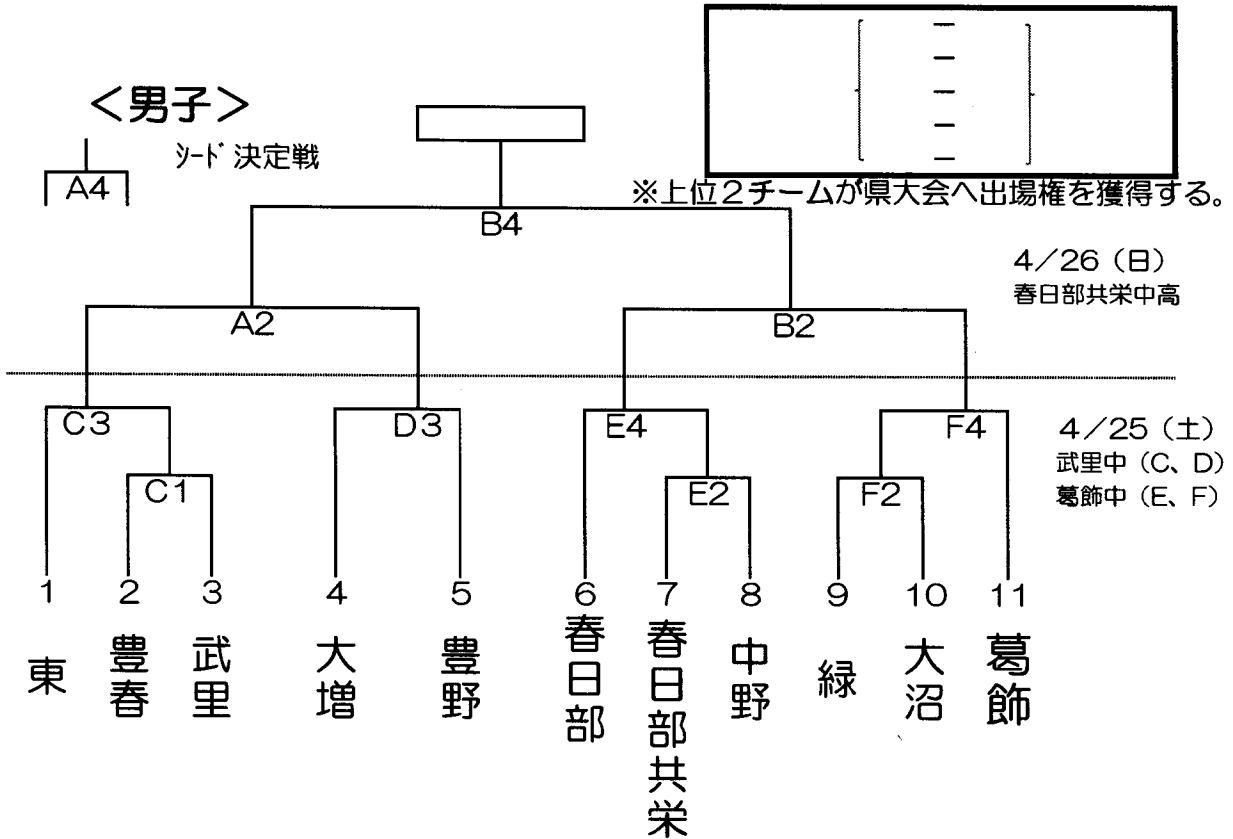 <男子>
シード決定戦
A4
※上位2チームが県大会へ出場権を獲得する。
B4
4/26(日)
春日部共栄中高
A2
B2
C3
D3
E4
F4
4/25(土)
武里中(C、D)
葛飾中(E、F)
C1
E2
F2
1
2
3
4
5
6
7
8
9
10
11
東
豊春
武里
大増
豊野
春日部
春日部共栄
中野
緑
大沼
葛飾